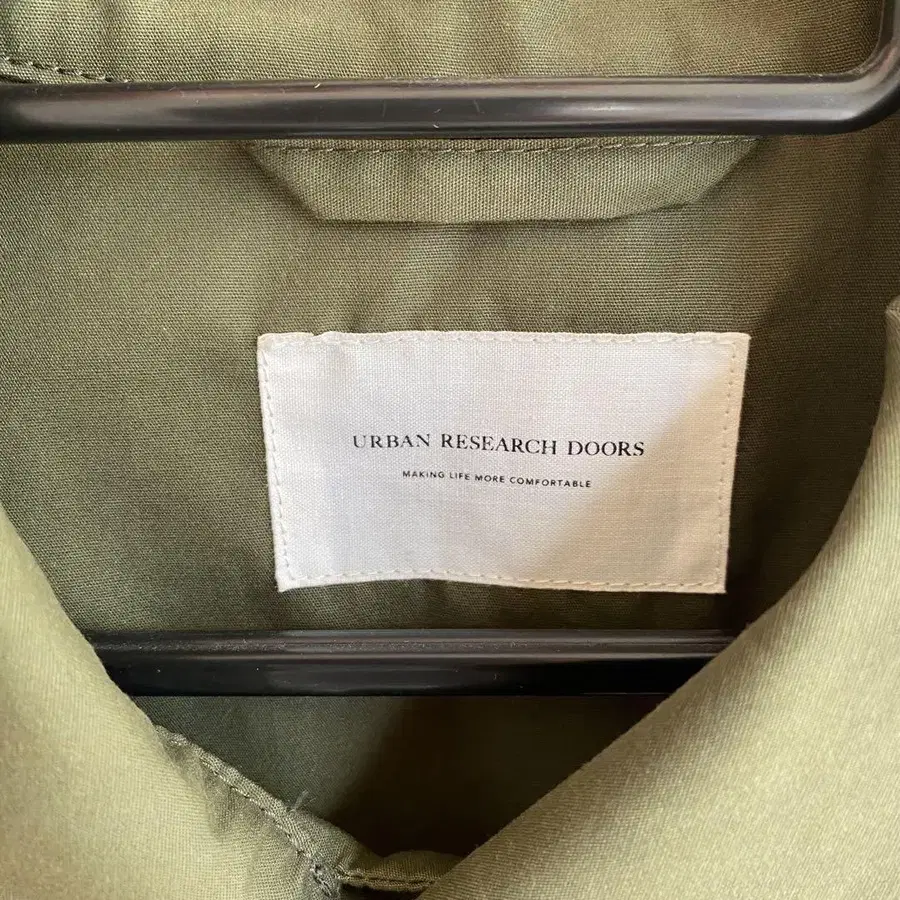 URBAN RESEARCH DOORS
MAKING LIFE MORE COMFORTABLE